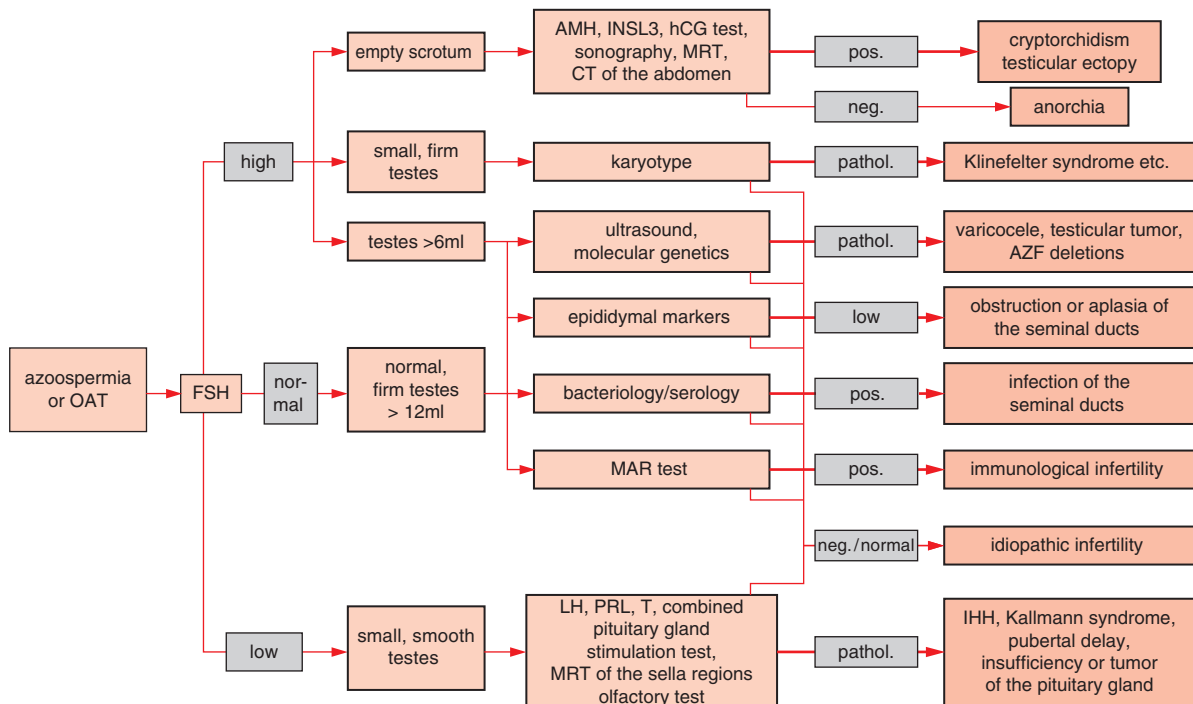 empty scrotum
AMH, INSL3, hCG test,
sonography, MRT,
CT of the abdomen
pos.
cryptorchidism
testicular ectopy
neg.
anorchia
high
small, firm
testes
karyotype
pathol.
Klinefelter syndrome etc.
testes >6ml
ultrasound,
molecular genetics
pathol.
varicocele, testicular tumor,
AZF deletions
epididymal markers
low
obstruction or aplasia of
the seminal ducts
azoospermia
or OAT
FSH
nor-
mal
normal,
firm testes
> 12ml
bacteriology/serology
pos.
infection of the
seminal ducts
MAR test
pos.
immunological infertility
neg./normal
idiopathic infertility
low
small, smooth
testes
LH, PRL, T, combined
pituitary gland
stimulation test,
MRT of the sella regions
olfactory test
pathol.
IHH, Kallmann syndrome,
pubertal delay,
insufficiency or tumor
of the pituitary gland